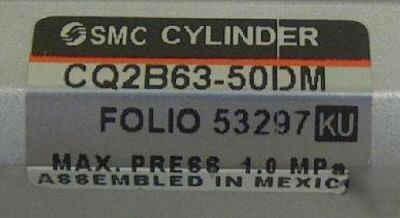 SMC CYLINDER
CQ2B63-50DM
FOLIO 53297 KU
MAX. PRESS 1.0 MPa
ASSEMBLED IN MEXICO